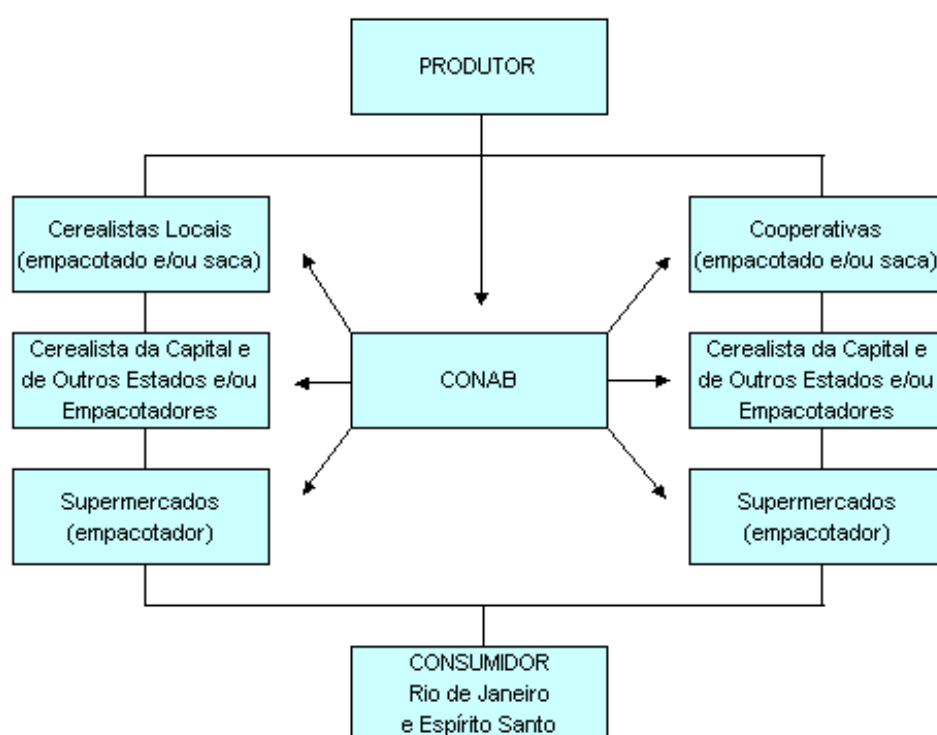 PRODUTOR
Cerealistas Locais
(empacotado e/ou saca)
Cooperativas
(empacotado e/ou saca)
Cerealista da Capital e
de Outros Estados e/ou
Empacotadores
CONAB
Cerealista da Capital e
de Outros Estados e/ou
Empacotadores
Supermercados
(empacotador)
Supermercados
(empacotador)
CONSUMIDOR
Rio de Janeiro
e Espírito Santo